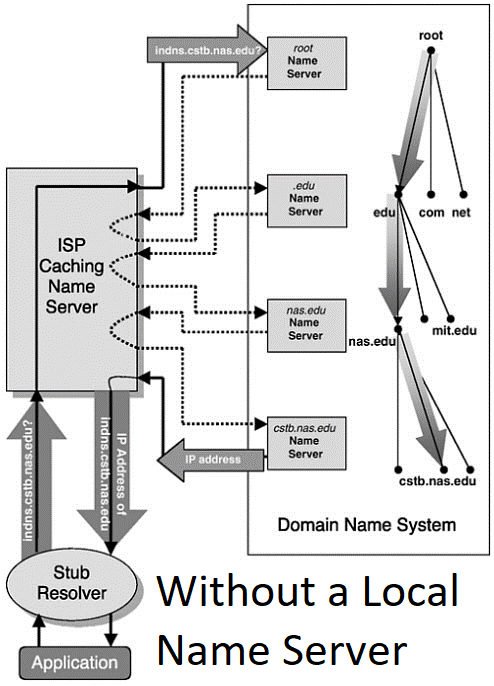 indns.cstb.nas.edu?
root
Name
Server
root
.edu
Name
Server
edu
com
net
ISP
Caching
Name
Server
nas.edu
Name
Server
nas.edu
mit.edu
indns.cstb.nas.edu?
IP Address of
indns.cstb.nas.edu
IP address
cstb.nas.edu
Name
Server
cstb.nas.edu
Domain Name System
Stub
Resolver
Application
Without a Local
Name Server